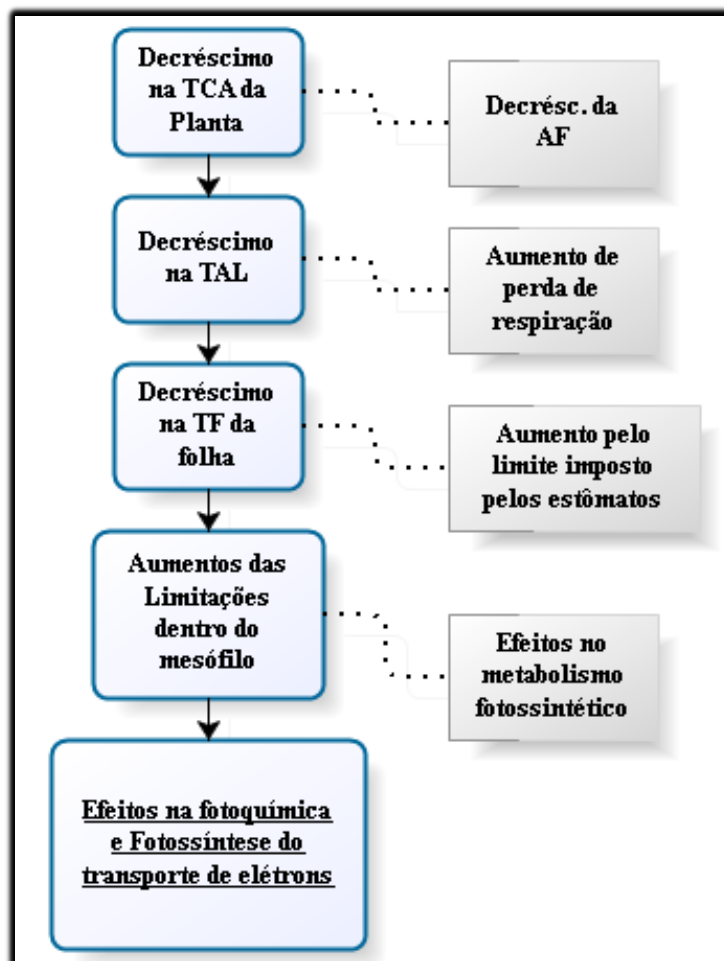 Decréscimo
na TCA da
Planta
Decrésc. da
AF
Decréscimo
na TAL
Aumento de
perda de
respiração
Decréscimo
na TF da
folha
Aumento pelo
limite imposto
pelos estômatos
Aumentos das
Limitações
dentro do
mesófilo
Efeitos no
metabolismo
fotossintético
Efeitos na fotoquímica
e Fotossíntese do
transporte de elétrons